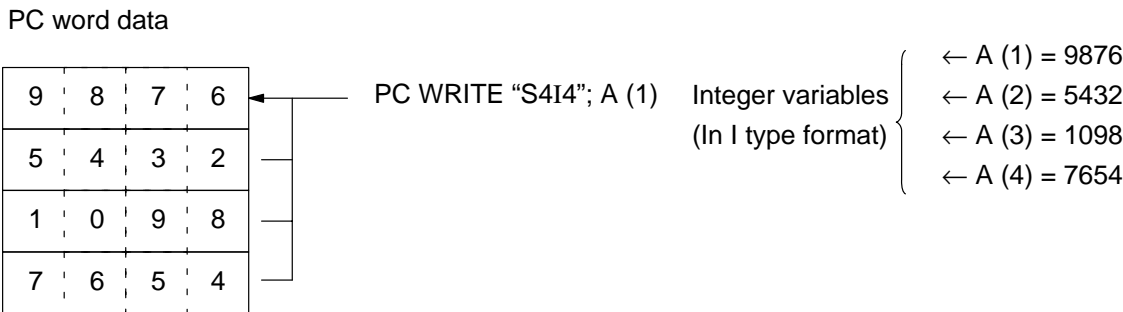 PC word data
9 8 7 6
5 4 3 2
1 0 9 8
7 6 5 4
PC WRITE “S4I4”; A (1)
Integer variables
(In I type format)
← A (1) = 9876
← A (2) = 5432
← A (3) = 1098
← A (4) = 7654